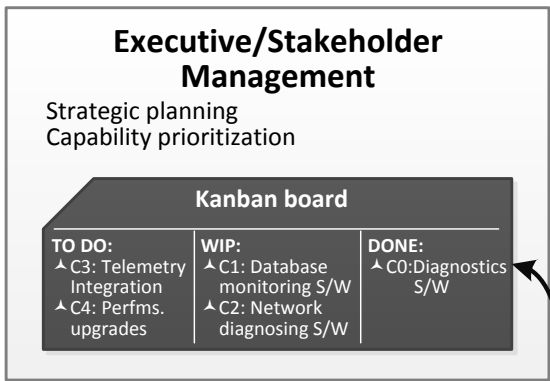 Executive/Stakeholder
Management
Strategic planning
Capability prioritization
Kanban board
TO DO:
C3: Telemetry
Integration
C4: Perfms.
upgrades
WIP:
C1: Database
monitoring S/W
C2: Network
diagnosing S/W
DONE:
C0:Diagnostics
S/W